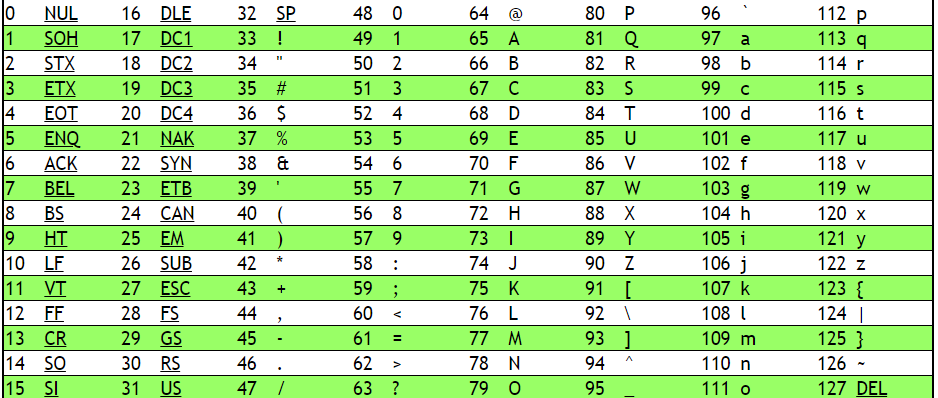 0 NUL 16 DLE 32 SP 48 0 64 @ 80 P 96 ` 112 p
1 SOH 17 DC1 33 ! 49 1 65 A 81 Q 97 a 113 q
2 STX 18 DC2 34 " 50 2 66 B 82 R 98 b 114 r
3 ETX 19 DC3 35 # 51 3 67 C 83 S 99 c 115 s
4 EOT 20 DC4 36 $ 52 4 68 D 84 T 100 d 116 t
5 ENQ 21 NAK 37 % 53 5 69 E 85 U 101 e 117 u
6 ACK 22 SYN 38 & 54 6 70 F 86 V 102 f 118 v
7 BEL 23 ETB 39 ' 55 7 71 G 87 W 103 g 119 w
8 BS 24 CAN 40 ( 56 8 72 H 88 X 104 h 120 x
9 HT 25 EM 41 ) 57 9 73 I 89 Y 105 i 121 y
10 LF 26 SUB 42 * 58 : 74 J 90 Z 106 j 122 z
11 VT 27 ESC 43 + 59 ; 75 K 91 [ 107 k 123 {
12 FF 28 FS 44 , 60 < 76 L 92 \ 108 l 124 |
13 CR 29 GS 45 - 61 = 77 M 93 ] 109 m 125 }
14 SO 30 RS 46 . 62 > 78 N 94 ^ 110 n 126 ~
15 SI 31 US 47 / 63 ? 79 O 95 _ 111 o 127 DEL